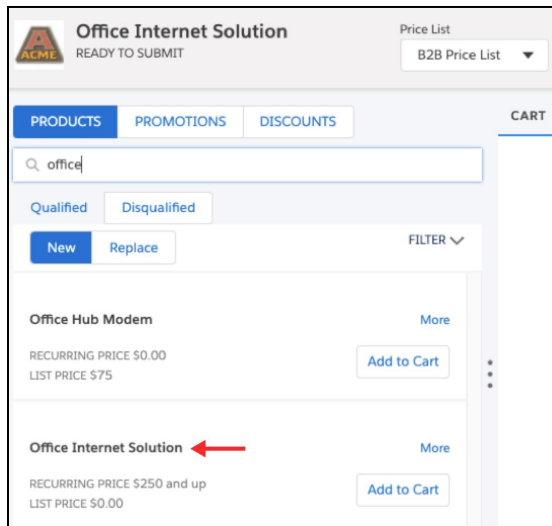 Office Internet Solution
READY TO SUBMIT
A
ACME
Price List
B2B Price List
PRODUCTS PROMOTIONS DISCOUNTS
CART
office
Qualified Disqualified
New Replace
FILTER
Office Hub Modem
More
RECURRING PRICE $0.00
LIST PRICE $75
Add to Cart
Office Internet Solution
More
RECURRING PRICE $250 and up
LIST PRICE $0.00
Add to Cart